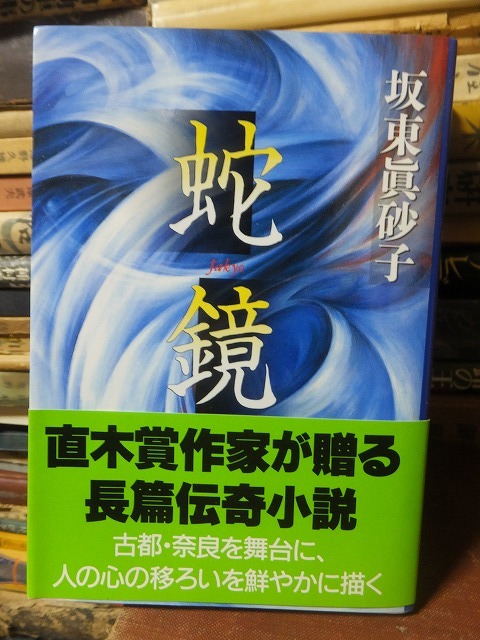 坂東眞砂子
蛇鏡
Jakyo
直木賞作家が贈る
長篇伝奇小説
古都・奈良を舞台に、
人の心の移ろいを鮮やかに描く